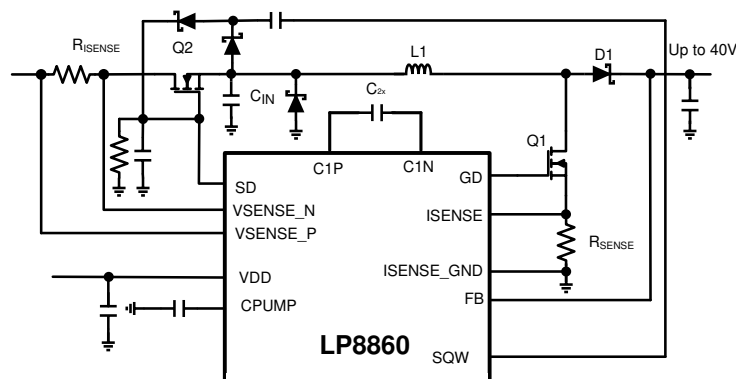 Q2
RISENSE
L1
D1
Up to 40V
CIN
C2x
Q1
C1P
C1N
SD
GD
VSENSE_N
ISENSE
VSENSE_P
RSENSE
VDD
ISENSE_GND
CPUMP
FB
LP8860
SQW